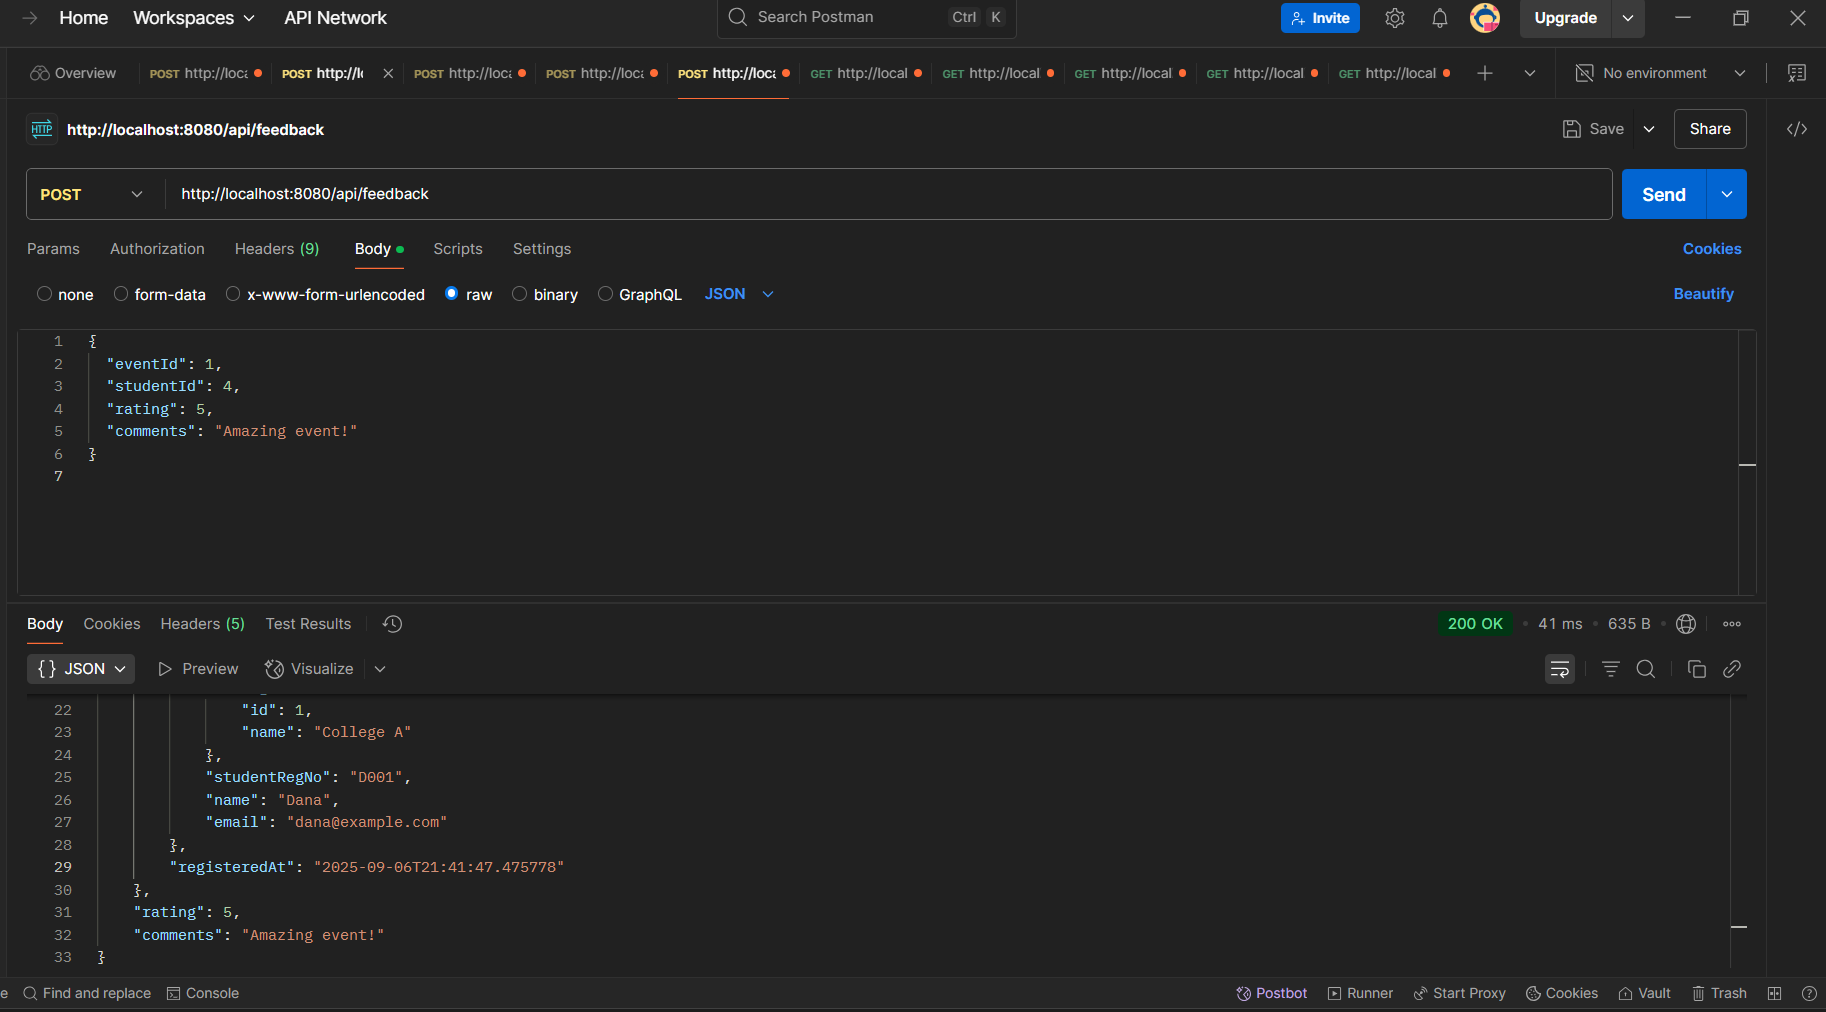 Home Workspaces API Network Search Postman Ctrl K Invite Upgrade
Overview POST http://loca POST http://lo POST http://loca POST http://loca POST http://loca GET http://local GET http://local GET http://local GET http://local GET http://local No environment
HTTP http://localhost:8080/api/feedback Save Share
POST http://localhost:8080/api/feedback Send
Params Authorization Headers (9) Body Scripts Settings Cookies
none form-data x-www-form-urlencoded raw binary GraphQL JSON Beautify
1 {
2 "eventId": 1,
3 "studentId": 4,
4 "rating": 5,
5 "comments": "Amazing event!"
6 }
7
Body Cookies Headers (5) Test Results 200 OK • 41 ms • 635 B
{} JSON Preview Visualize
22 "id": 1,
23 "name": "College A"
24 },
25 "studentRegNo": "D001",
26 "name": "Dana",
27 "email": "dana@example.com"
28 },
29 "registeredAt": "2025-09-06T21:41:47.475778"
30 },
31 "rating": 5,
32 "comments": "Amazing event!"
33 }
e Find and replace Console Postbot Runner Start Proxy Cookies Vault Trash